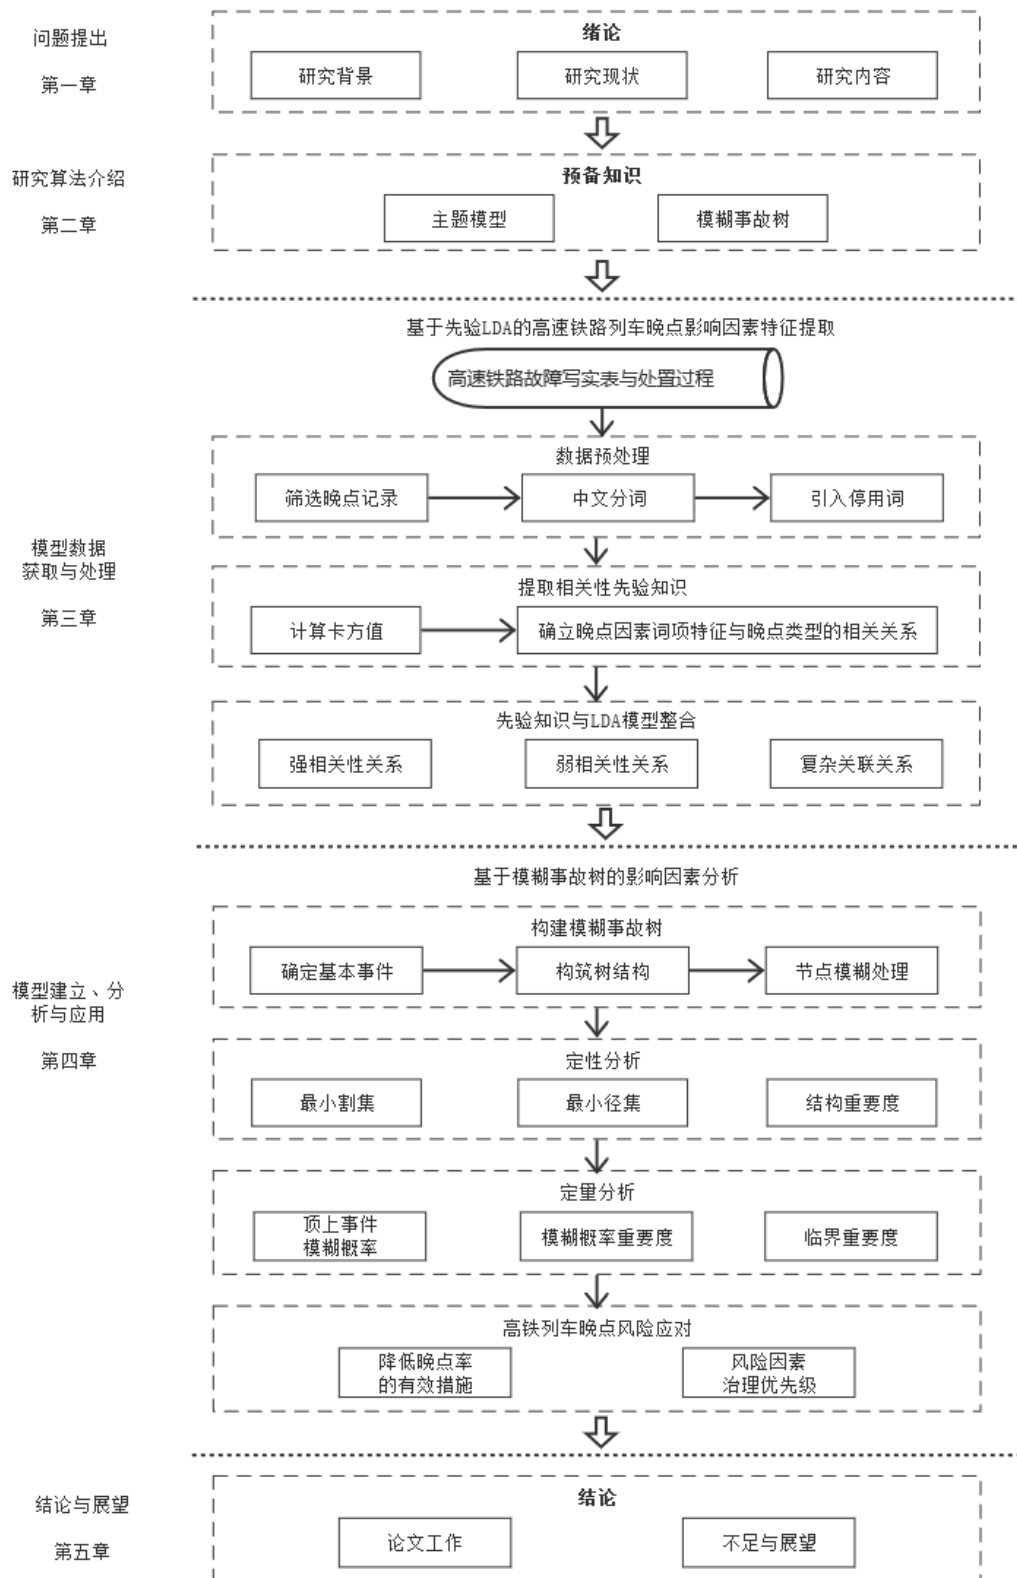 问题提出
第一章
绪论
研究背景
研究现状
研究内容
研究算法介绍
第二章
预备知识
主题模型
模糊事故树
基于先验LDA的高速铁路列车晚点影响因素特征提取
高速铁路故障写实表与处置过程
数据预处理
筛选晚点记录
中文分词
引入停用词
模型数据
获取与处理
第三章
提取相关性先验知识
计算卡方值
确立晚点因素词项特征与晚点类型的相关关系
先验知识与LDA模型整合
强相关性关系
弱相关性关系
复杂关联关系
基于模糊事故树的影响因素分析
构建模糊事故树
确定基本事件
构筑树结构
节点模糊处理
模型建立、分
析与应用
第四章
定性分析
最小割集
最小径集
结构重要度
定量分析
顶上事件
模糊概率
模糊概率重要度
临界重要度
高铁列车晚点风险应对
降低晚点率
的有效措施
风险因素
治理优先级
结论与展望
第五章
结论
论文工作
不足与展望